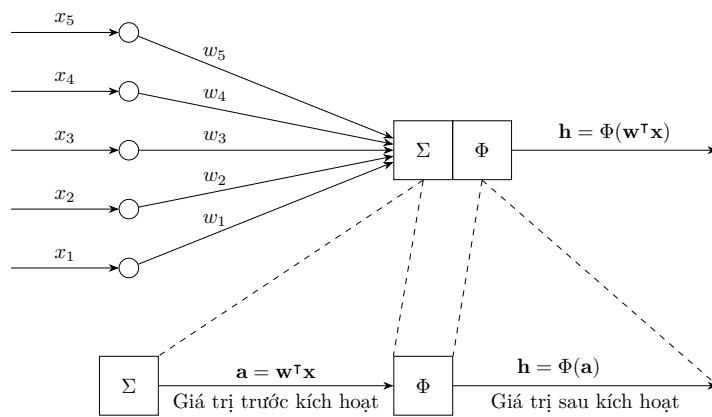 x₅
w₅
x₄
w₄
x₃
w₃
Σ
Φ
h = Φ(wᵀx)
x₂
w₂
x₁
w₁
Σ
a = wᵀx
Giá trị trước kích hoạt
Φ
h = Φ(a)
Giá trị sau kích hoạt